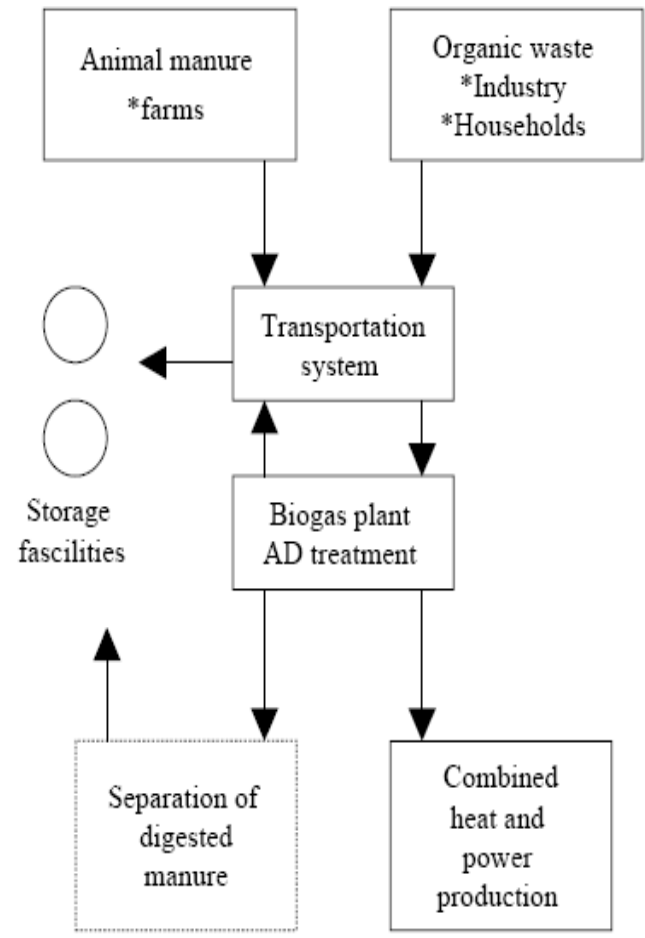 Animal manure
*farms
Organic waste
*Industry
*Households
Transportation
system
Storage
fascilities
Biogas plant
AD treatment
Separation of
digested
manure
Combined
heat and
power
production